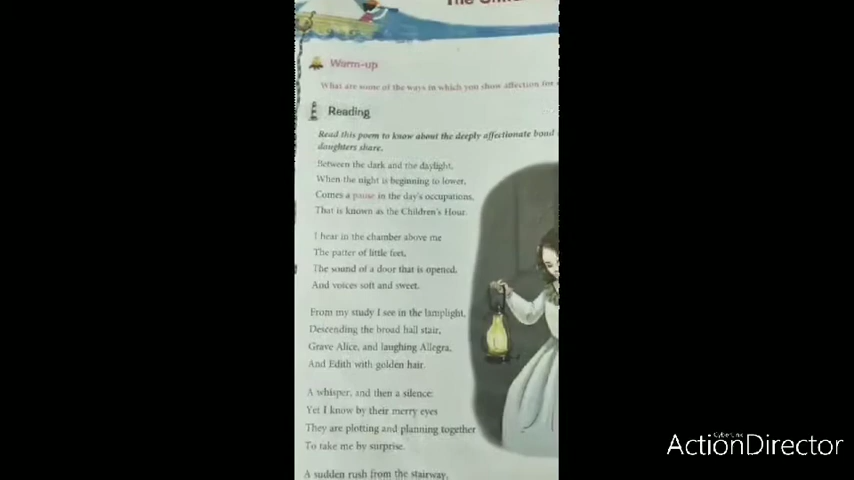 The Child
Warm-up
What are some of the ways in which you show affection for
Reading
Read this poem to know about the deeply affectionate bond
daughters share.
Between the dark and the daylight,
When the night is beginning to lower,
Comes a pause in the day's occupations,
That is known as the Children's Hour.
I hear in the chamber above me
The patter of little feet,
The sound of a door that is opened,
And voices soft and sweet.
From my study I see in the lamplight,
Descending the broad hall stair,
Grave Alice, and laughing Allegra,
And Edith with golden hair.
A whisper, and then a silence:
Yet I know by their merry eyes
They are plotting and planning together
To take me by surprise.
A sudden rush from the stairway,
CyberLink
ActionDirector